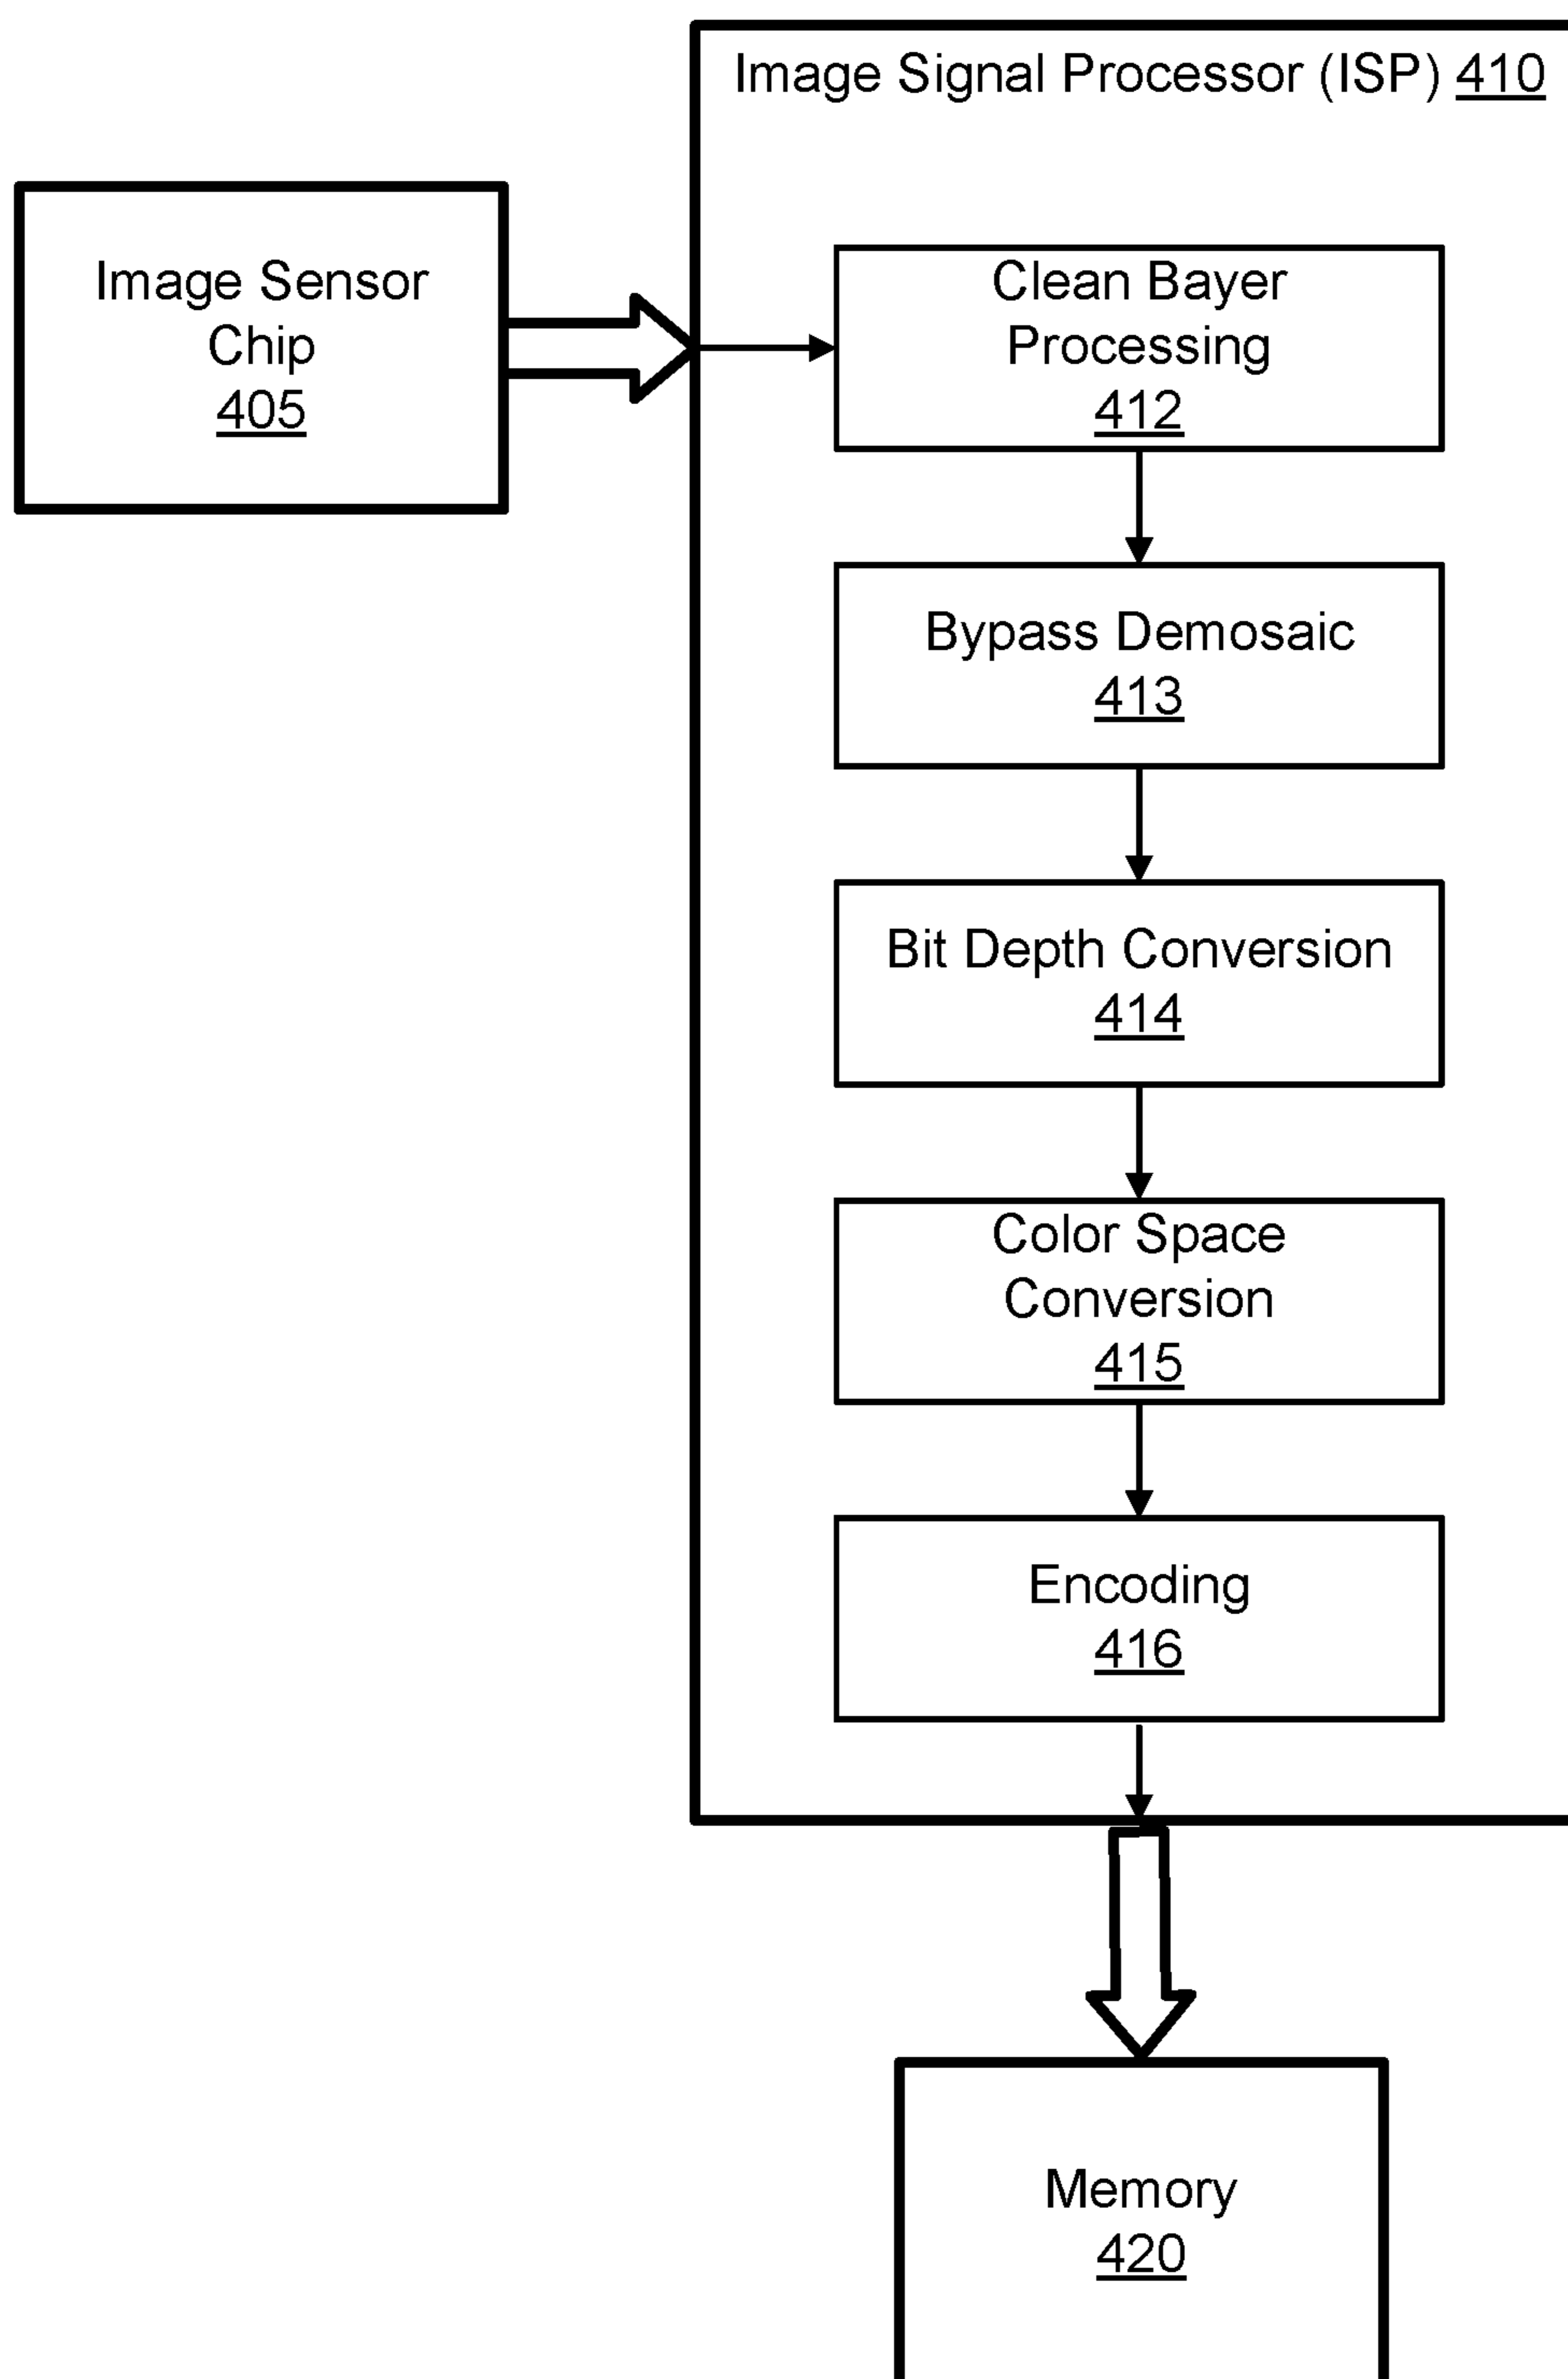 Image Signal Processor (ISP) 410
Image Sensor
Chip
405
Clean Bayer
Processing
412
Bypass Demosaic
413
Bit Depth Conversion
414
Color Space
Conversion
415
Encoding
416
Memory
420